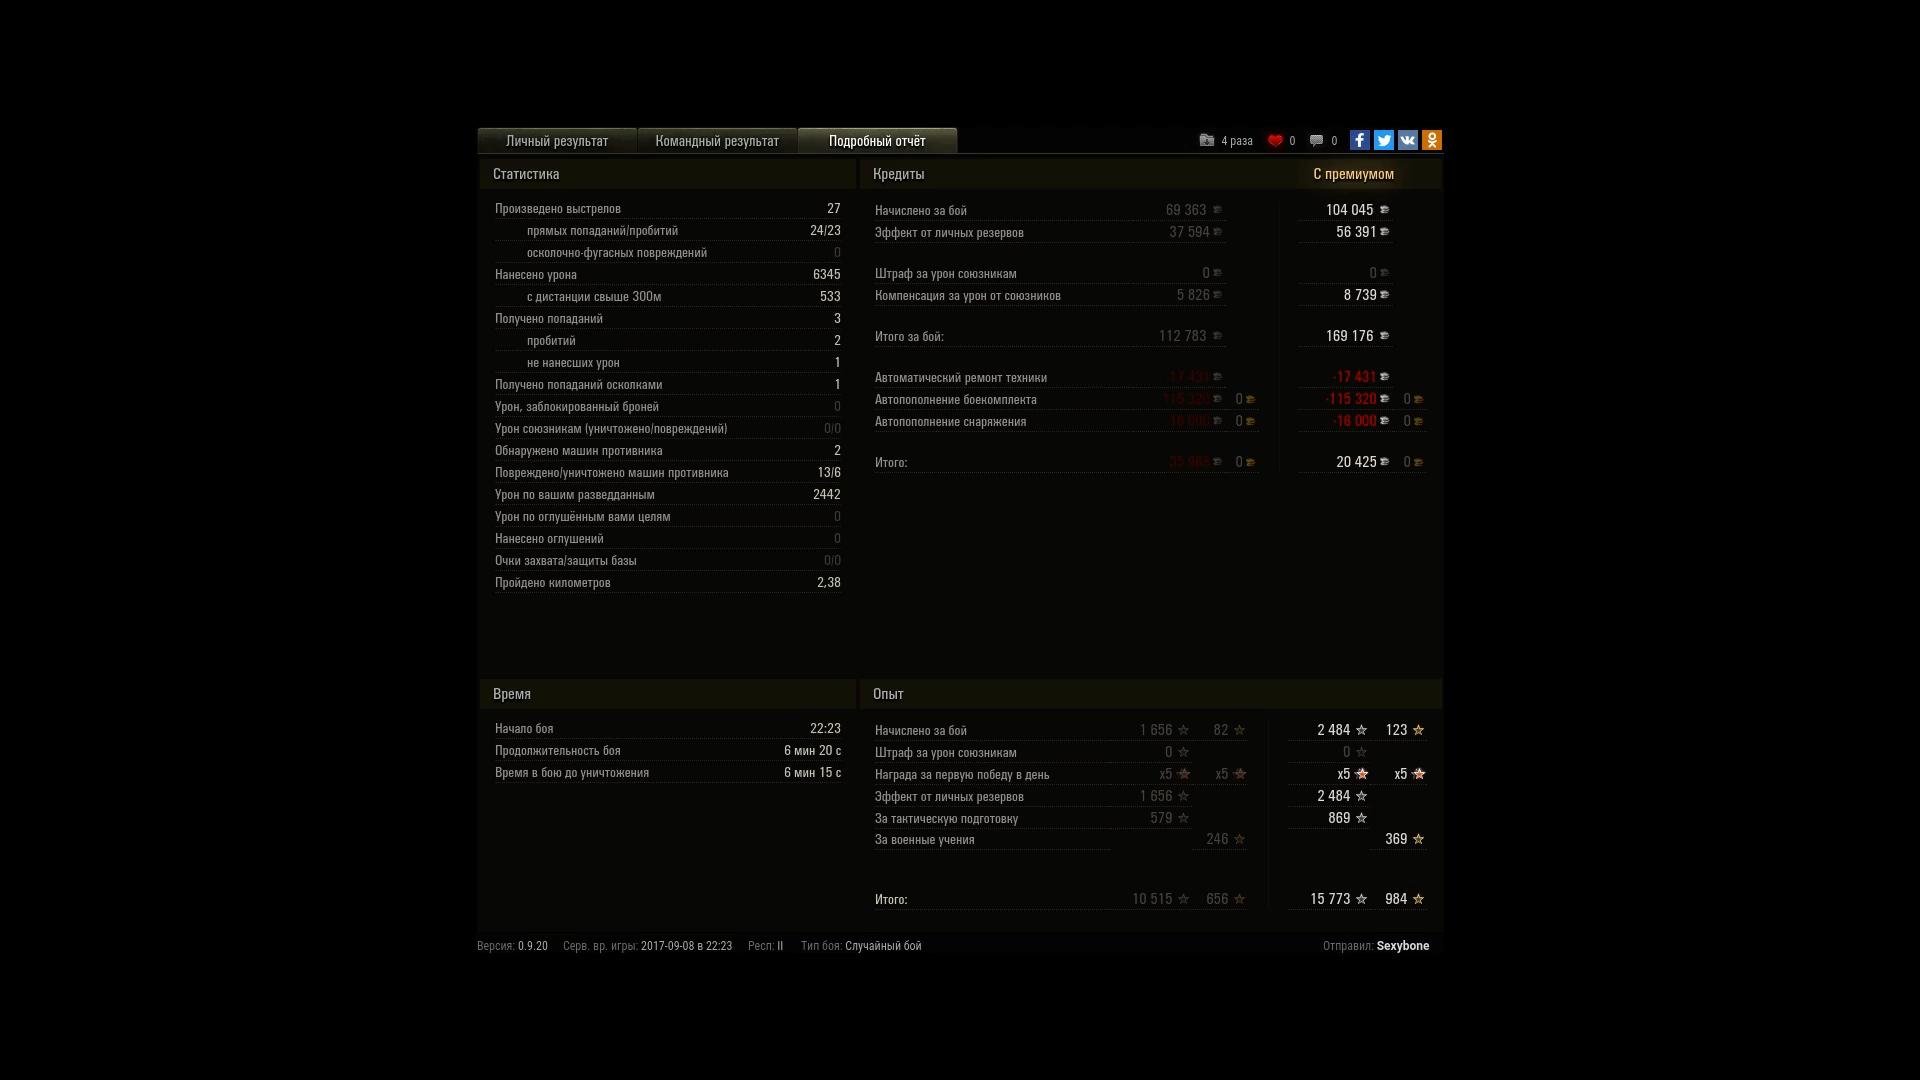 Личный результат Командный результат Подробный отчёт 4 раза 0 0
Статистика
Произведено выстрелов 27
прямых попаданий/пробитий 24/23
осколочно-фугасных повреждений 0
Нанесено урона 6345
с дистанции свыше 300м 533
Получено попаданий 3
пробитий 2
не нанесших урон 1
Получено попаданий осколками 1
Урон, заблокированный броней 0
Урон союзникам (уничтожено/повреждений) 0/0
Обнаружено машин противника 2
Повреждено/уничтожено машин противника 13/6
Урон по вашим разведданным 2442
Урон по оглушённым вами целям 0
Нанесено оглушений 0
Очки захвата/защиты базы 0/0
Пройдено километров 2,38
Кредиты С премиумом
Начислено за бой 69 363 104 045
Эффект от личных резервов 37 594 56 391
Штраф за урон союзникам 0 0
Компенсация за урон от союзников 5 826 8 739
Итого за бой: 112 783 169 176
Автоматический ремонт техники -17 431
Автопополнение боекомплекта 0 -115 320 0
Автопополнение снаряжения 0 -16 000 0
Итого: 0 20 425 0
Время
Начало боя 22:23
Продолжительность боя 6 мин 20 с
Время в бою до уничтожения 6 мин 15 с
Опыт
Начислено за бой 1 656 82 2 484 123
Штраф за урон союзникам 0 0
Награда за первую победу в день x5 x5 x5 x5
Эффект от личных резервов 1 656 2 484
За тактическую подготовку 579 869
За военные учения 246 369
Итого: 10 515 656 15 773 984
Версия: 0.9.20 Серв. вр. игры: 2017-09-08 в 22:23 Респ: II Тип боя: Случайный бой Отправил: Sexybone